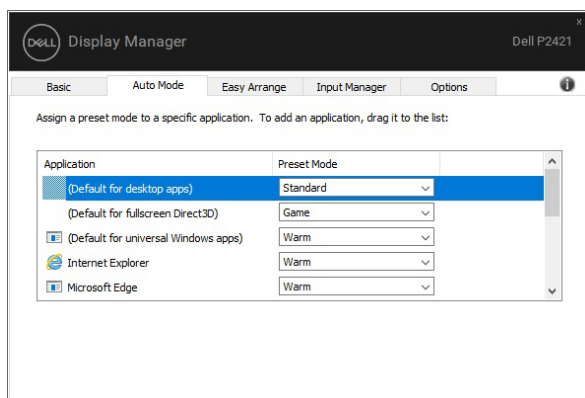 DELL Display Manager Dell P2421
x
Basic Auto Mode Easy Arrange Input Manager Options
Assign a preset mode to a specific application. To add an application, drag it to the list:
Application Preset Mode
(Default for desktop apps) Standard
(Default for fullscreen Direct3D) Game
(Default for universal Windows apps) Warm
Internet Explorer Warm
Microsoft Edge Warm